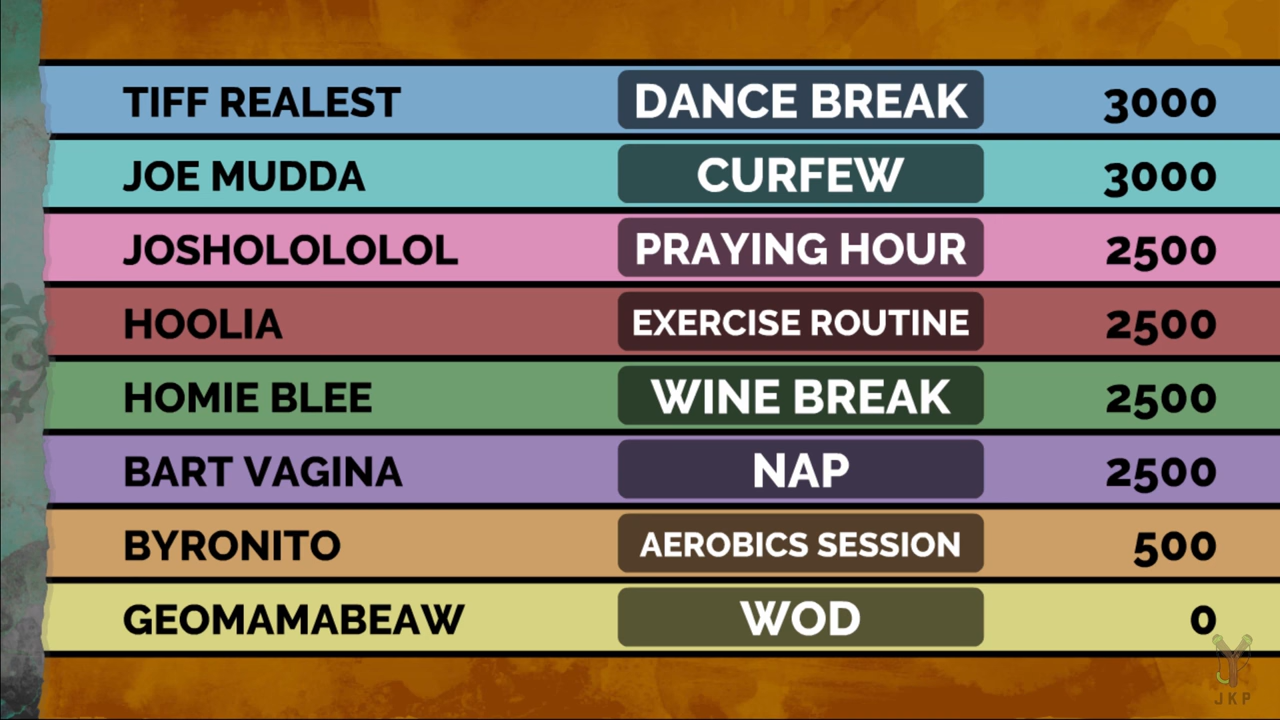 TIFF REALEST DANCE BREAK 3000
JOE MUDDA CURFEW 3000
JOSHOLOLOLOL PRAYING HOUR 2500
HOOLIA EXERCISE ROUTINE 2500
HOMIE BLEE WINE BREAK 2500
BART VAGINA NAP 2500
BYRONITO AEROBICS SESSION 500
GEOMAMABEAW WOD 0
JKP